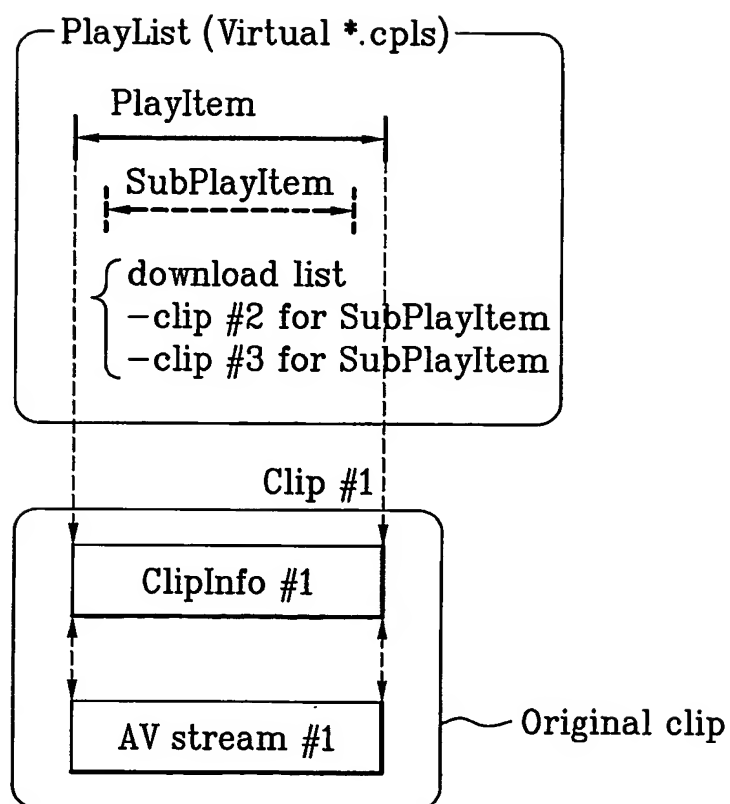 PlayList (Virtual *.cpls)
PlayItem
SubPlayItem
download list
-clip #2 for SubPlayItem
-clip #3 for SubPlayItem
Clip #1
ClipInfo #1
AV stream #1
Original clip